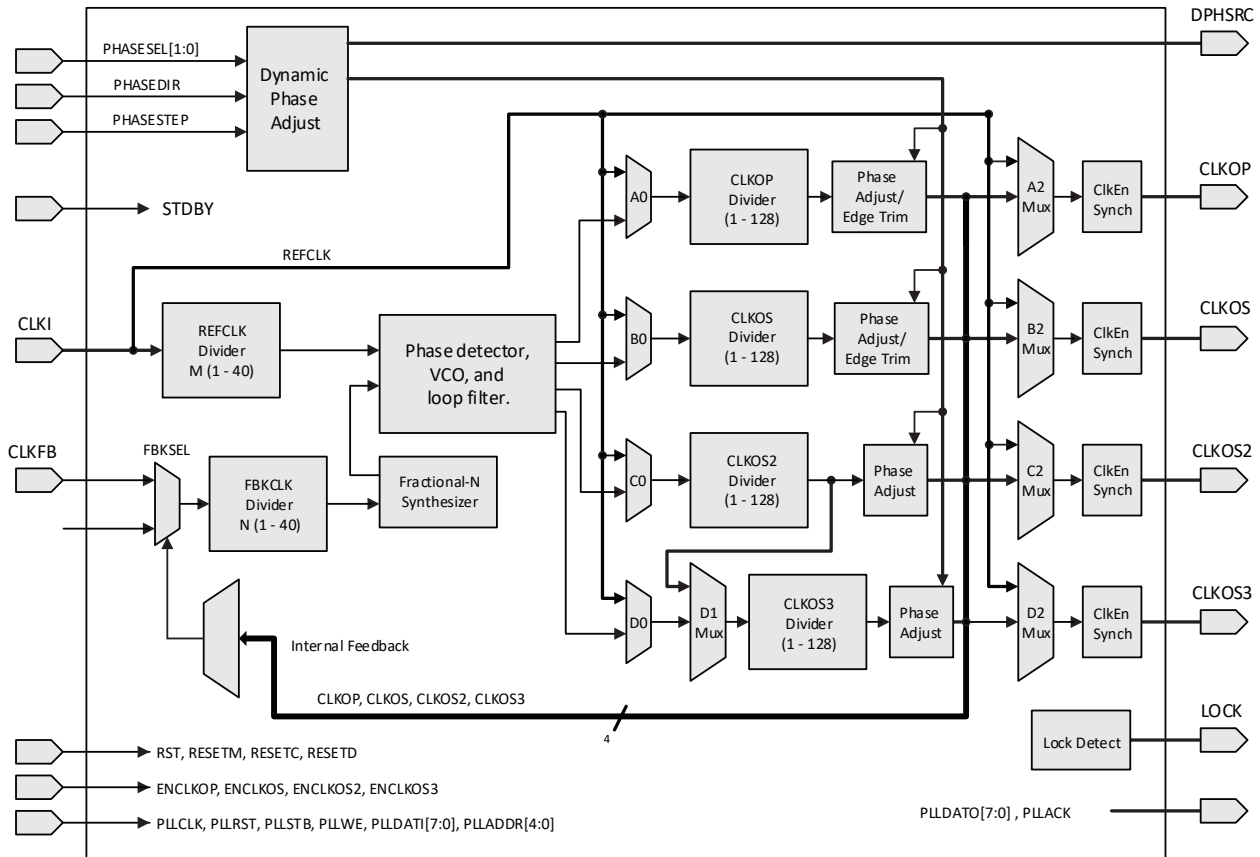 DPHSRC
PHASESEL[1:0]
PHASEDIR
PHASESTEP
Dynamic
Phase
Adjust
STDBY
REFCLK
A0
CLKOP
Divider
(1 - 128)
Phase
Adjust/
Edge Trim
A2
Mux
ClkEn
Synch
CLKOP
CLKI
REFCLK
Divider
M (1 - 40)
Phase detector,
VCO, and
loop filter.
B0
CLKOS
Divider
(1 - 128)
Phase
Adjust/
Edge Trim
B2
Mux
ClkEn
Synch
CLKOS
CLKFB
FBKSEL
FBKCLK
Divider
N (1 - 40)
Fractional-N
Synthesizer
C0
CLKOS2
Divider
(1 - 128)
Phase
Adjust
C2
Mux
ClkEn
Synch
CLKOS2
D0
D1
Mux
CLKOS3
Divider
(1 - 128)
Phase
Adjust
D2
Mux
ClkEn
Synch
CLKOS3
Internal Feedback
CLKOP, CLKOS, CLKOS2, CLKOS3
4
Lock Detect
LOCK
RST, RESETM, RESETC, RESETD
ENCLKOP, ENCLKOS, ENCLKOS2, ENCLKOS3
PLLCLK, PLLRST, PLLSTB, PLLWE, PLLDATI[7:0], PLLADDR[4:0]
PLLDATO[7:0] , PLLACK